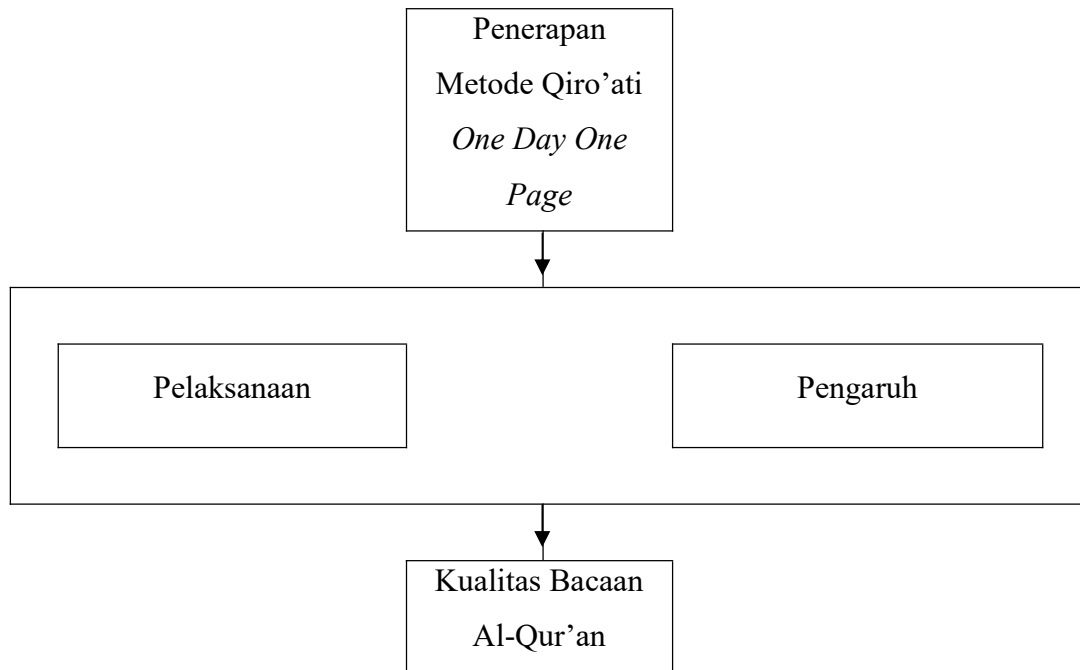 Penerapan
Metode Qiro’ati
One Day One
Page
Pelaksanaan
Pengaruh
Kualitas Bacaan
Al-Qur’an